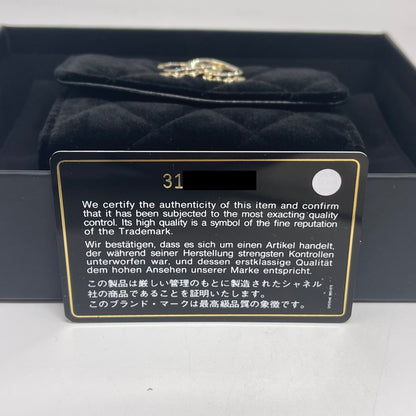 31
We certify the authenticity of this item and confirm
that it has been subjected to the most exacting quality
control. Its high quality is a symbol of the fine reputation
of the Trademark.
Wir bestätigen, dass es sich um einen Artikel handelt,
der während seiner Herstellung strengsten Kontrollen
unterworfen war, und dessen erstklassige Qualität
dem hohen Ansehen unserer Marke entspricht.
この製品は厳しい管理のもとに製造されたシャネル
社の商品であることを証明いたします。
このブランド・マークは最高級品質の象徴です。